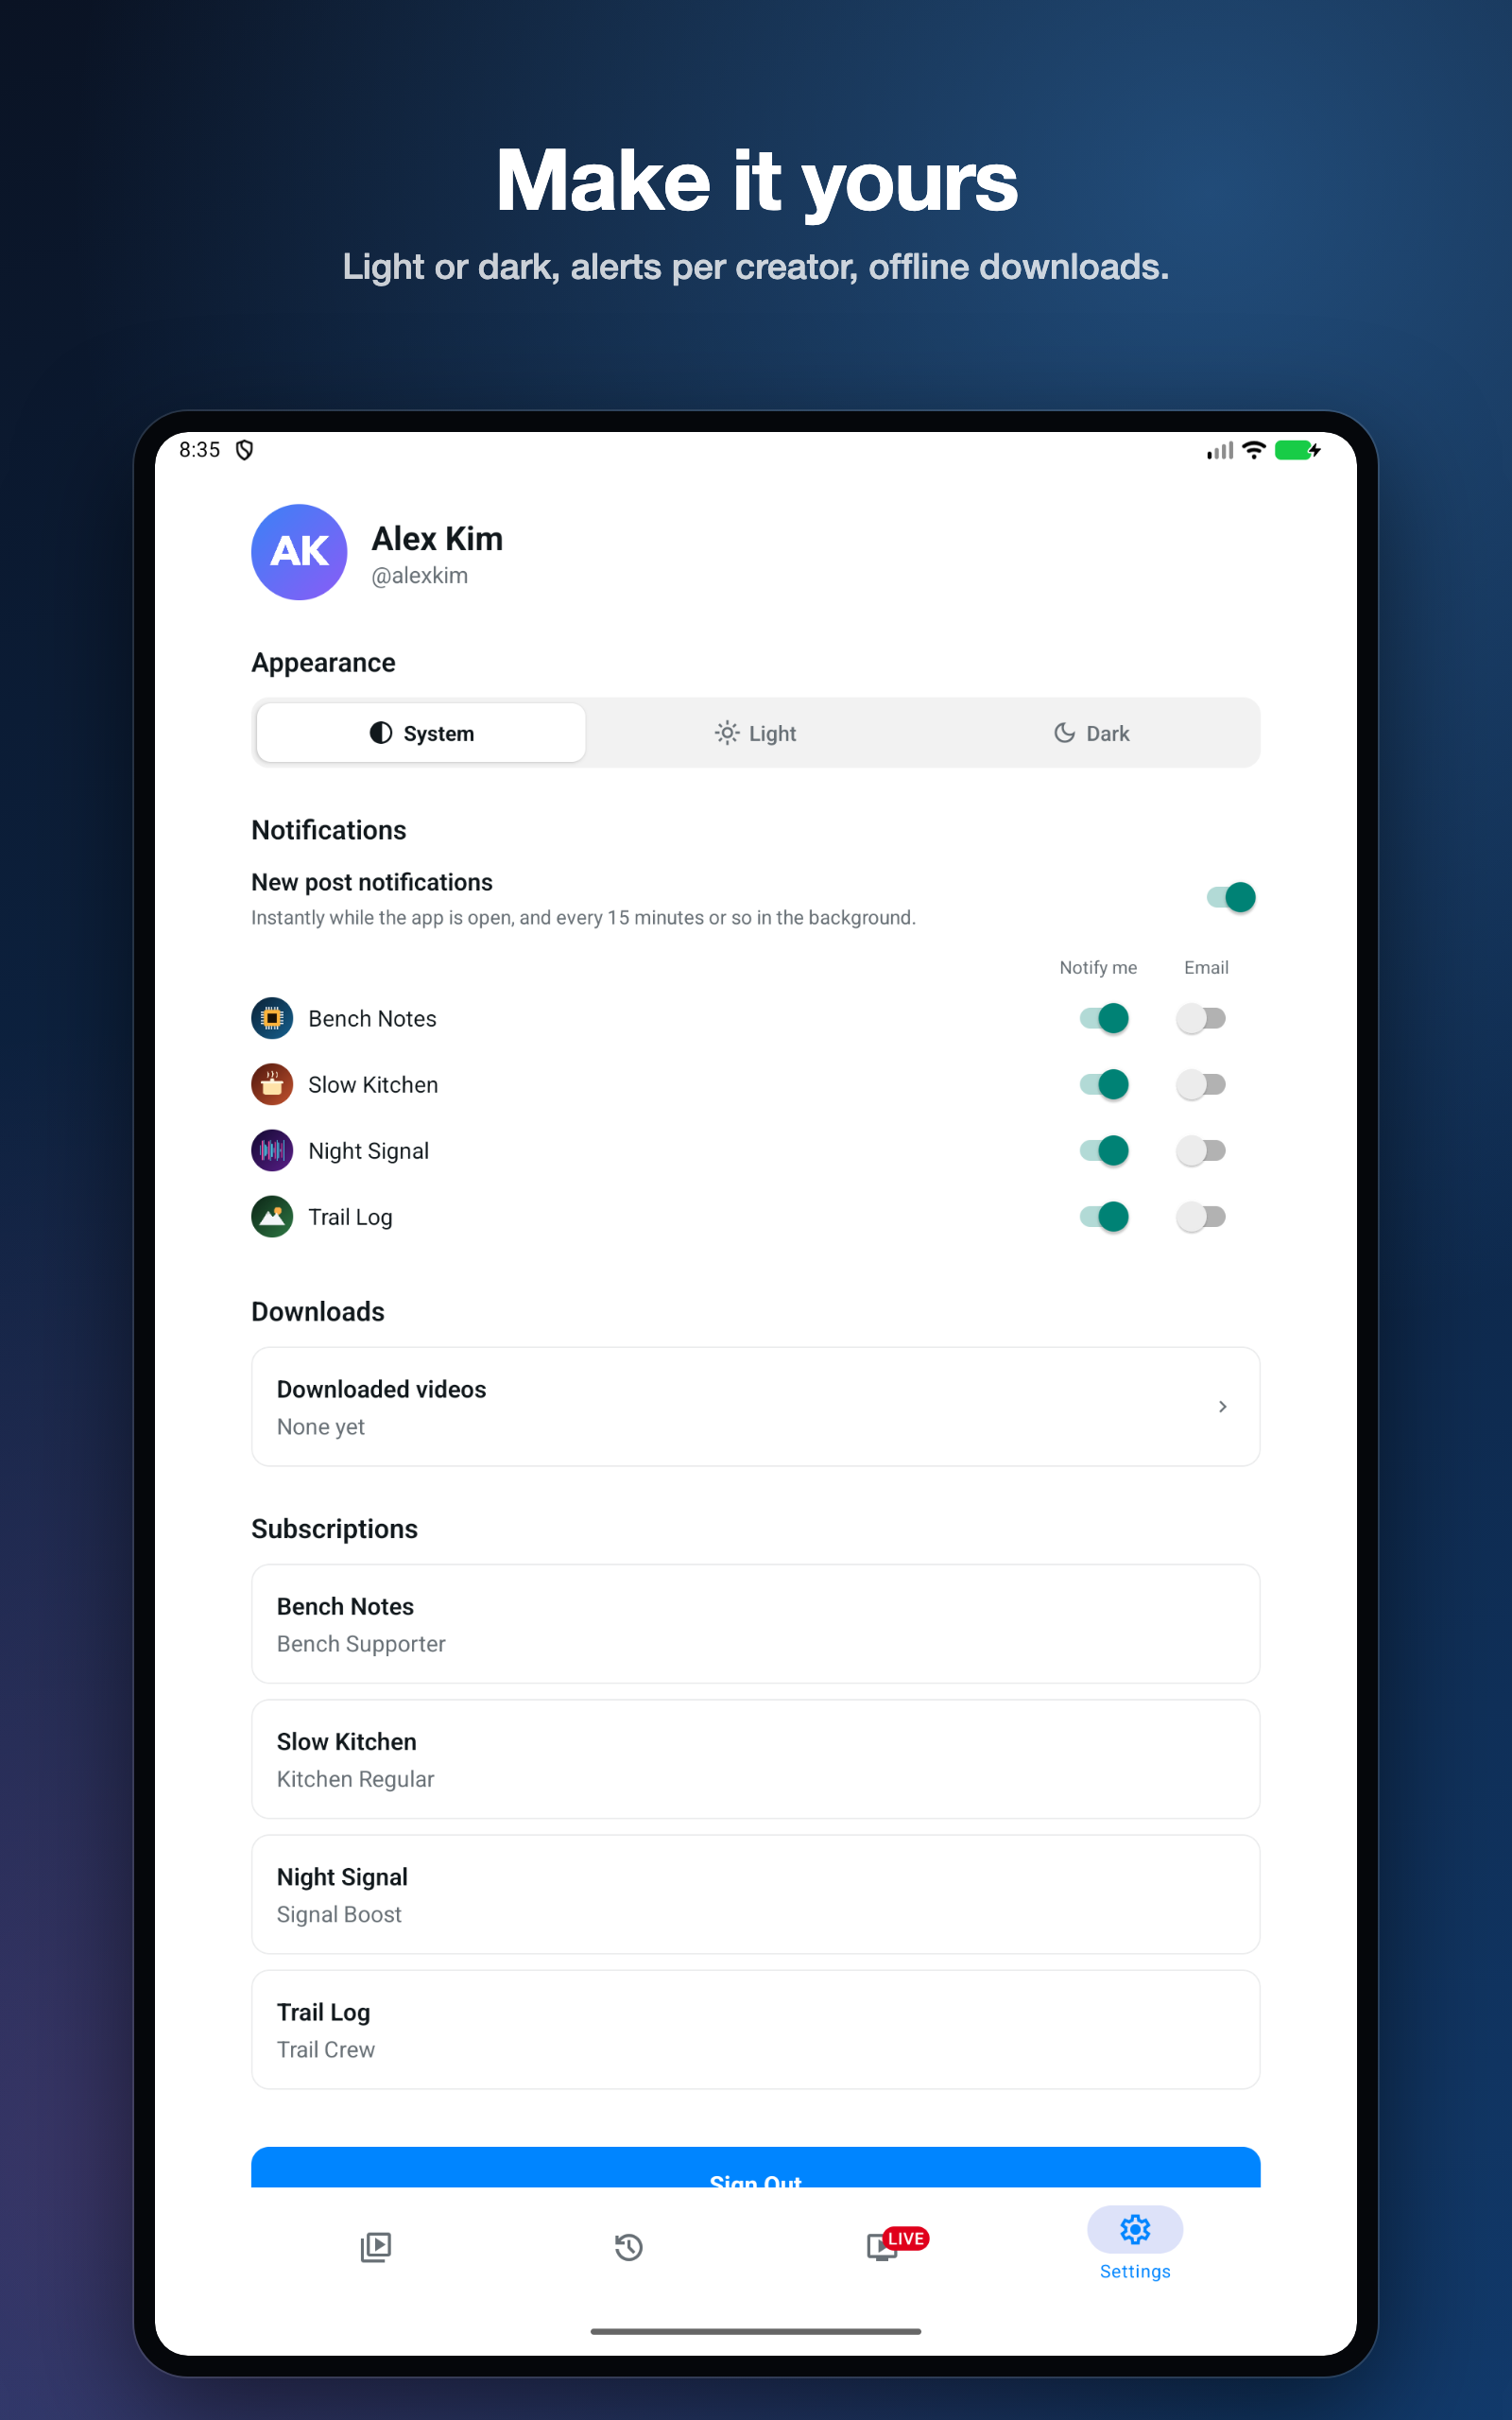 Make it yours
Light or dark, alerts per creator, offline downloads.
8:35
AK
Alex Kim
@alexkim
Appearance
System
Light
Dark
Notifications
New post notifications
Instantly while the app is open, and every 15 minutes or so in the background.
Notify me
Email
Bench Notes
Slow Kitchen
Night Signal
Trail Log
Downloads
Downloaded videos
None yet
Subscriptions
Bench Notes
Bench Supporter
Slow Kitchen
Kitchen Regular
Night Signal
Signal Boost
Trail Log
Trail Crew
Sign Out
LIVE
Settings